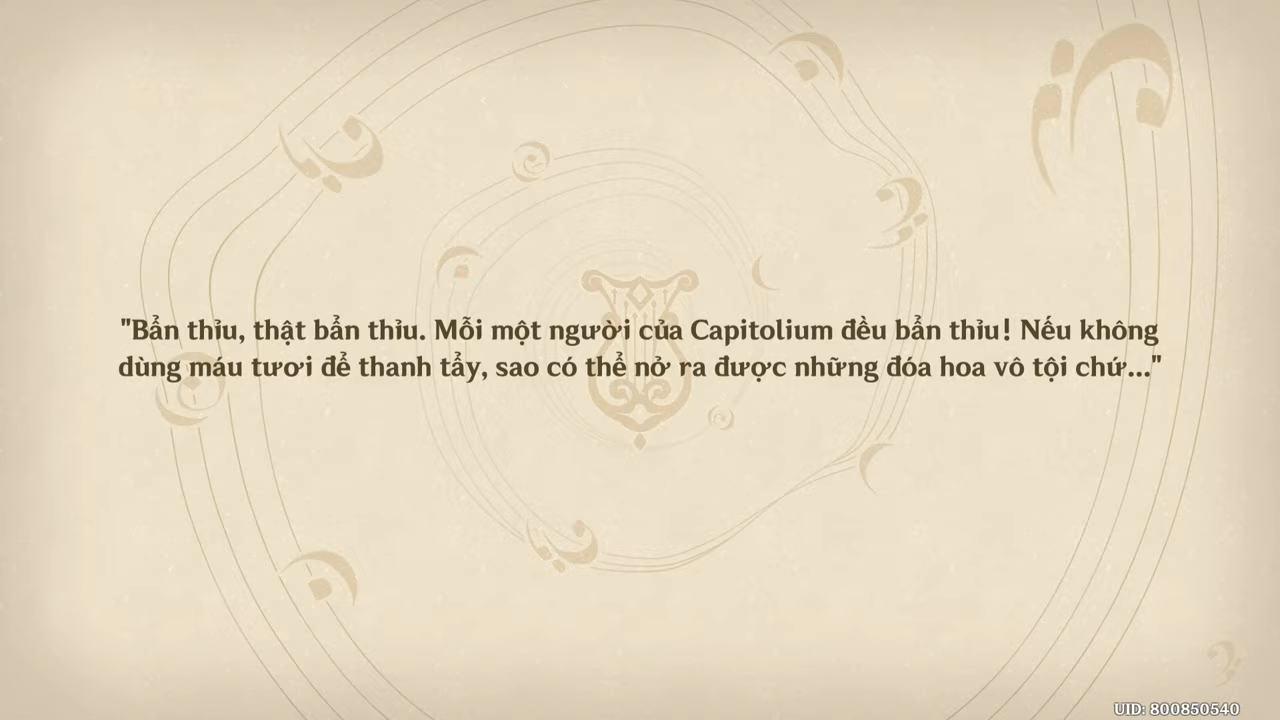 "Bẩn thỉu, thật bẩn thỉu. Mỗi một người của Capitolium đều bẩn thỉu! Nếu không
dùng máu tươi để thanh tẩy, sao có thể nở ra được những đóa hoa vô tội chứ..."
UID: 800850540